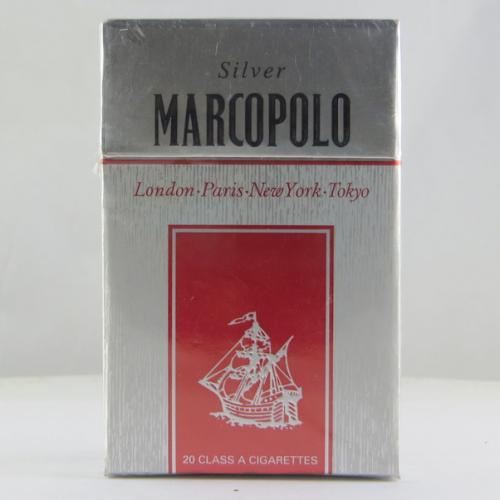 Silver
MARCOPOLO
London·Paris·New York·Tokyo
20 CLASS A CIGARETTES